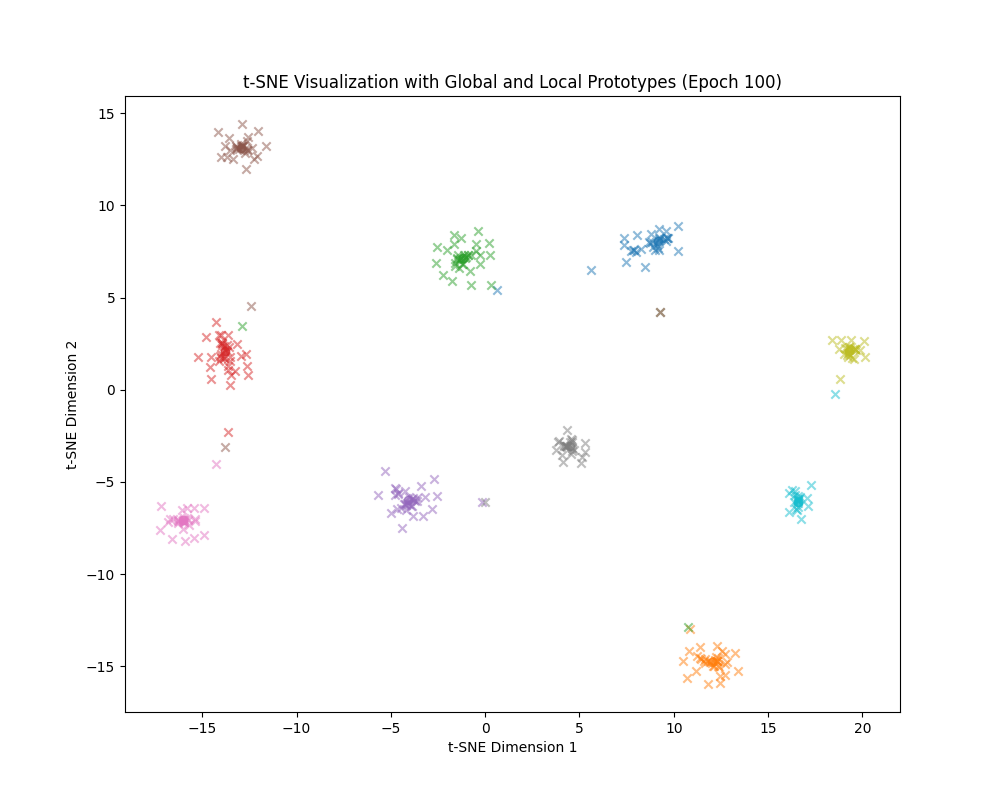 t-SNE Visualization with Global and Local Prototypes (Epoch 100)
15
10
5
0
−5
−10
−15
t-SNE Dimension 2
−15 −10 −5 0 5 10 15 20
t-SNE Dimension 1